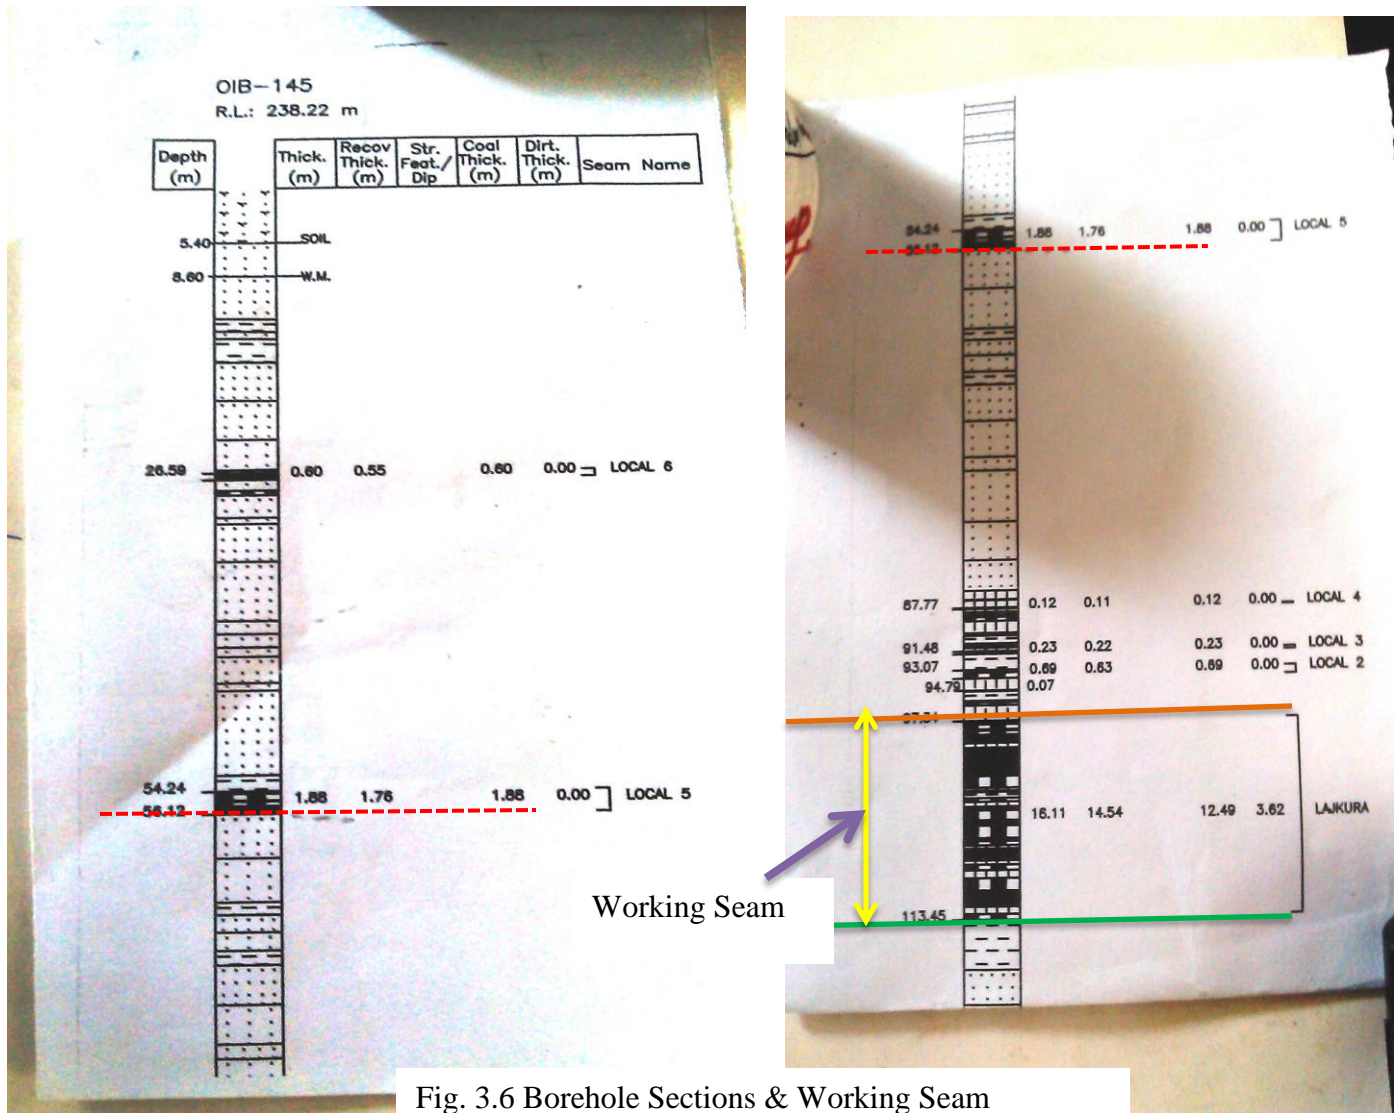 OIB-145
R.L.: 238.22 m
Depth (m) Thick. (m) Recov Thick. (m) Str. Feat./ Dip Coal Thick. (m) Dirt. Thick. (m) Seam Name
5.40 SOIL
8.60 W.M.
26.59 0.60 0.55 0.60 0.00 LOCAL 6
54.24 1.88 1.76 1.88 0.00 LOCAL 5
56.12
54.24 1.88 1.76 1.88 0.00 LOCAL 5
56.12
87.77 0.12 0.11 0.12 0.00 LOCAL 4
91.48 0.23 0.22 0.23 0.00 LOCAL 3
93.07 0.69 0.63 0.69 0.00 LOCAL 2
94.79 0.07
97.34
16.11 14.54 12.49 3.62 LAJKURA
113.45
Working Seam
Fig. 3.6 Borehole Sections & Working Seam